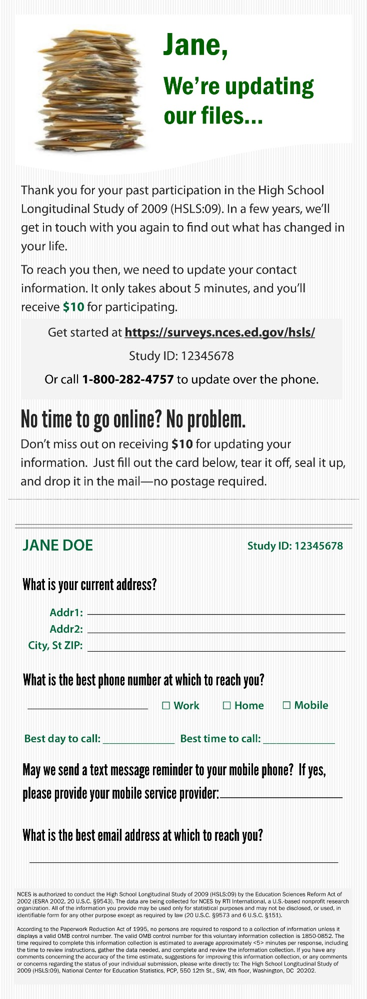 Jane,
We’re updating
our files...
Thank you for your past participation in the High School
Longitudinal Study of 2009 (HSLS:09). In a few years, we’ll
get in touch with you again to find out what has changed in
your life.
To reach you then, we need to update your contact
information. It only takes about 5 minutes, and you’ll
receive $10 for participating.
Get started at https://surveys.nces.ed.gov/hsls/
Study ID: 12345678
Or call 1-800-282-4757 to update over the phone.
No time to go online? No problem.
Don’t miss out on receiving $10 for updating your
information.  Just fill out the card below, tear it off, seal it up,
and drop it in the mail—no postage required.
JANE DOE Study ID: 12345678
What is your current address?
Addr1:
Addr2:
City, St ZIP:
What is the best phone number at which to reach you?
☐ Work ☐ Home ☐ Mobile
Best day to call: ____________ Best time to call: ____________
May we send a text message reminder to your mobile phone?  If yes,
please provide your mobile service provider:
What is the best email address at which to reach you?
NCES is authorized to conduct the High School Longitudinal Study of 2009 (HSLS:09) by the Education Sciences Reform Act of
2002 (ESRA 2002, 20 U.S.C. §9543). The data are being collected for NCES by RTI International, a U.S.-based nonprofit research
organization. All of the information you provide may be used only for statistical purposes and may not be disclosed, or used, in
identifiable form for any other purpose except as required by law (20 U.S.C. §9573 and 6 U.S.C. §151).
According to the Paperwork Reduction Act of 1995, no persons are required to respond to a collection of information unless it
displays a valid OMB control number. The valid OMB control number for this voluntary information collection is 1850-0852. The
time required to complete this information collection is estimated to average approximately <5> minutes per response, including
the time to review instructions, gather the data needed, and complete and review the information collection. If you have any
comments concerning the accuracy of the time estimate, suggestions for improving this information collection, or any comments
or concerns regarding the status of your individual submission, please write directly to: The High School Longitudinal Study of
2009 (HSLS:09), National Center for Education Statistics, PCP, 550 12th St., SW, 4th floor, Washington, DC  20202.